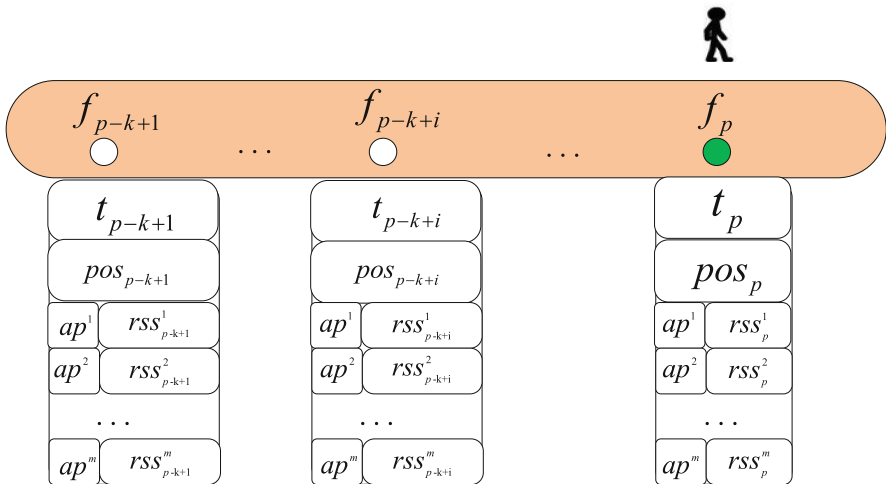 f_{p-k+1} f_{p-k+i} f_p
... ...
t_{p-k+1} t_{p-k+i} t_p
pos_{p-k+1} pos_{p-k+i} pos_p
ap^1 rss^1_{p-k+1} ap^1 rss^1_{p-k+i} ap^1 rss^1_p
ap^2 rss^2_{p-k+1} ap^2 rss^2_{p-k+i} ap^2 rss^2_p
... ... ...
ap^m rss^m_{p-k+1} ap^m rss^m_{p-k+i} ap^m rss^m_p